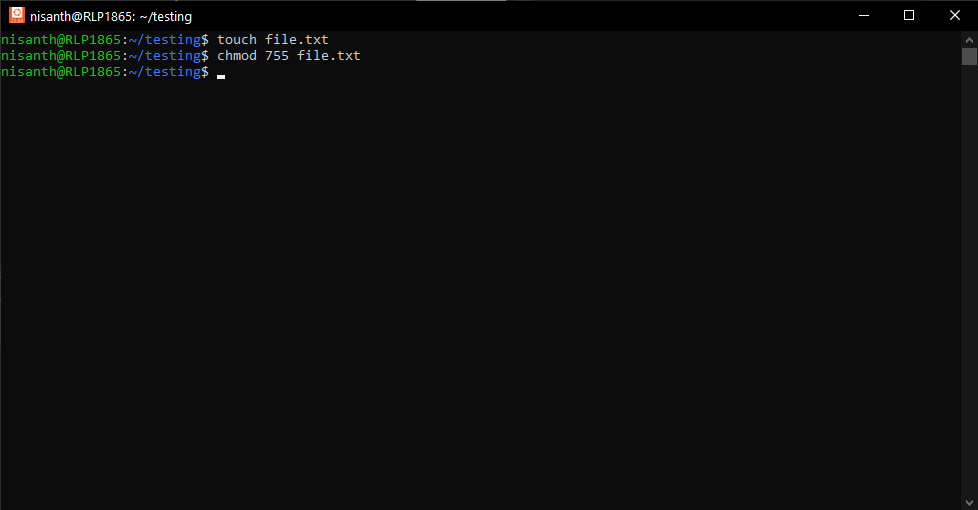 nisanth@RLP1865: ~/testing
nisanth@RLP1865:~/testing$ touch file.txt
nisanth@RLP1865:~/testing$ chmod 755 file.txt
nisanth@RLP1865:~/testing$